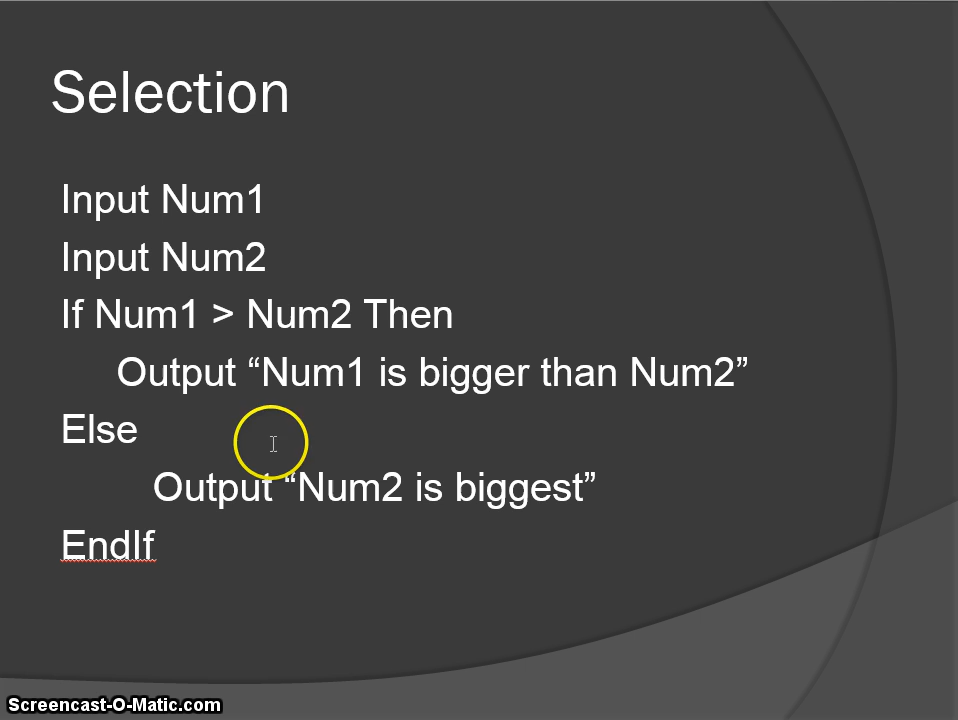 Selection
Input Num1
Input Num2
If Num1 > Num2 Then
Output “Num1 is bigger than Num2”
Else
Output “Num2 is biggest”
EndIf
Screencast-O-Matic.com